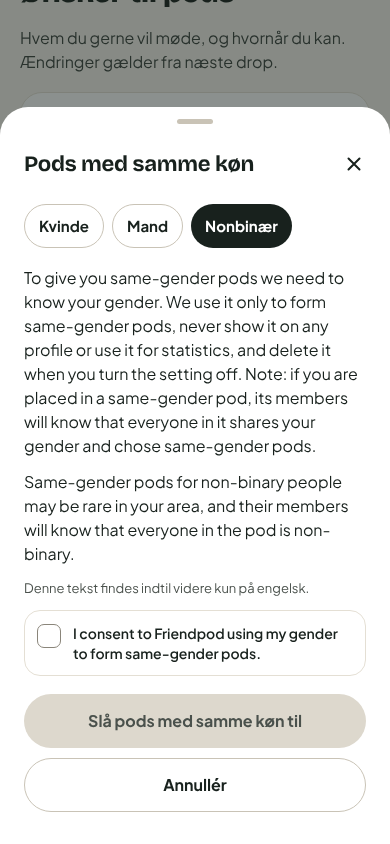 Ønsker til pods
Hvem du gerne vil møde, og hvornår du kan.
Ændringer gælder fra næste drop.
Pods med samme køn
Kvinde
Mand
Nonbinær
To give you same-gender pods we need to
know your gender. We use it only to form
same-gender pods, never show it on any
profile or use it for statistics, and delete it
when you turn the setting off. Note: if you are
placed in a same-gender pod, its members
will know that everyone in it shares your
gender and chose same-gender pods.
Same-gender pods for non-binary people
may be rare in your area, and their members
will know that everyone in the pod is non-
binary.
Denne tekst findes indtil videre kun på engelsk.
I consent to Friendpod using my gender
to form same-gender pods.
Slå pods med samme køn til
Annullér